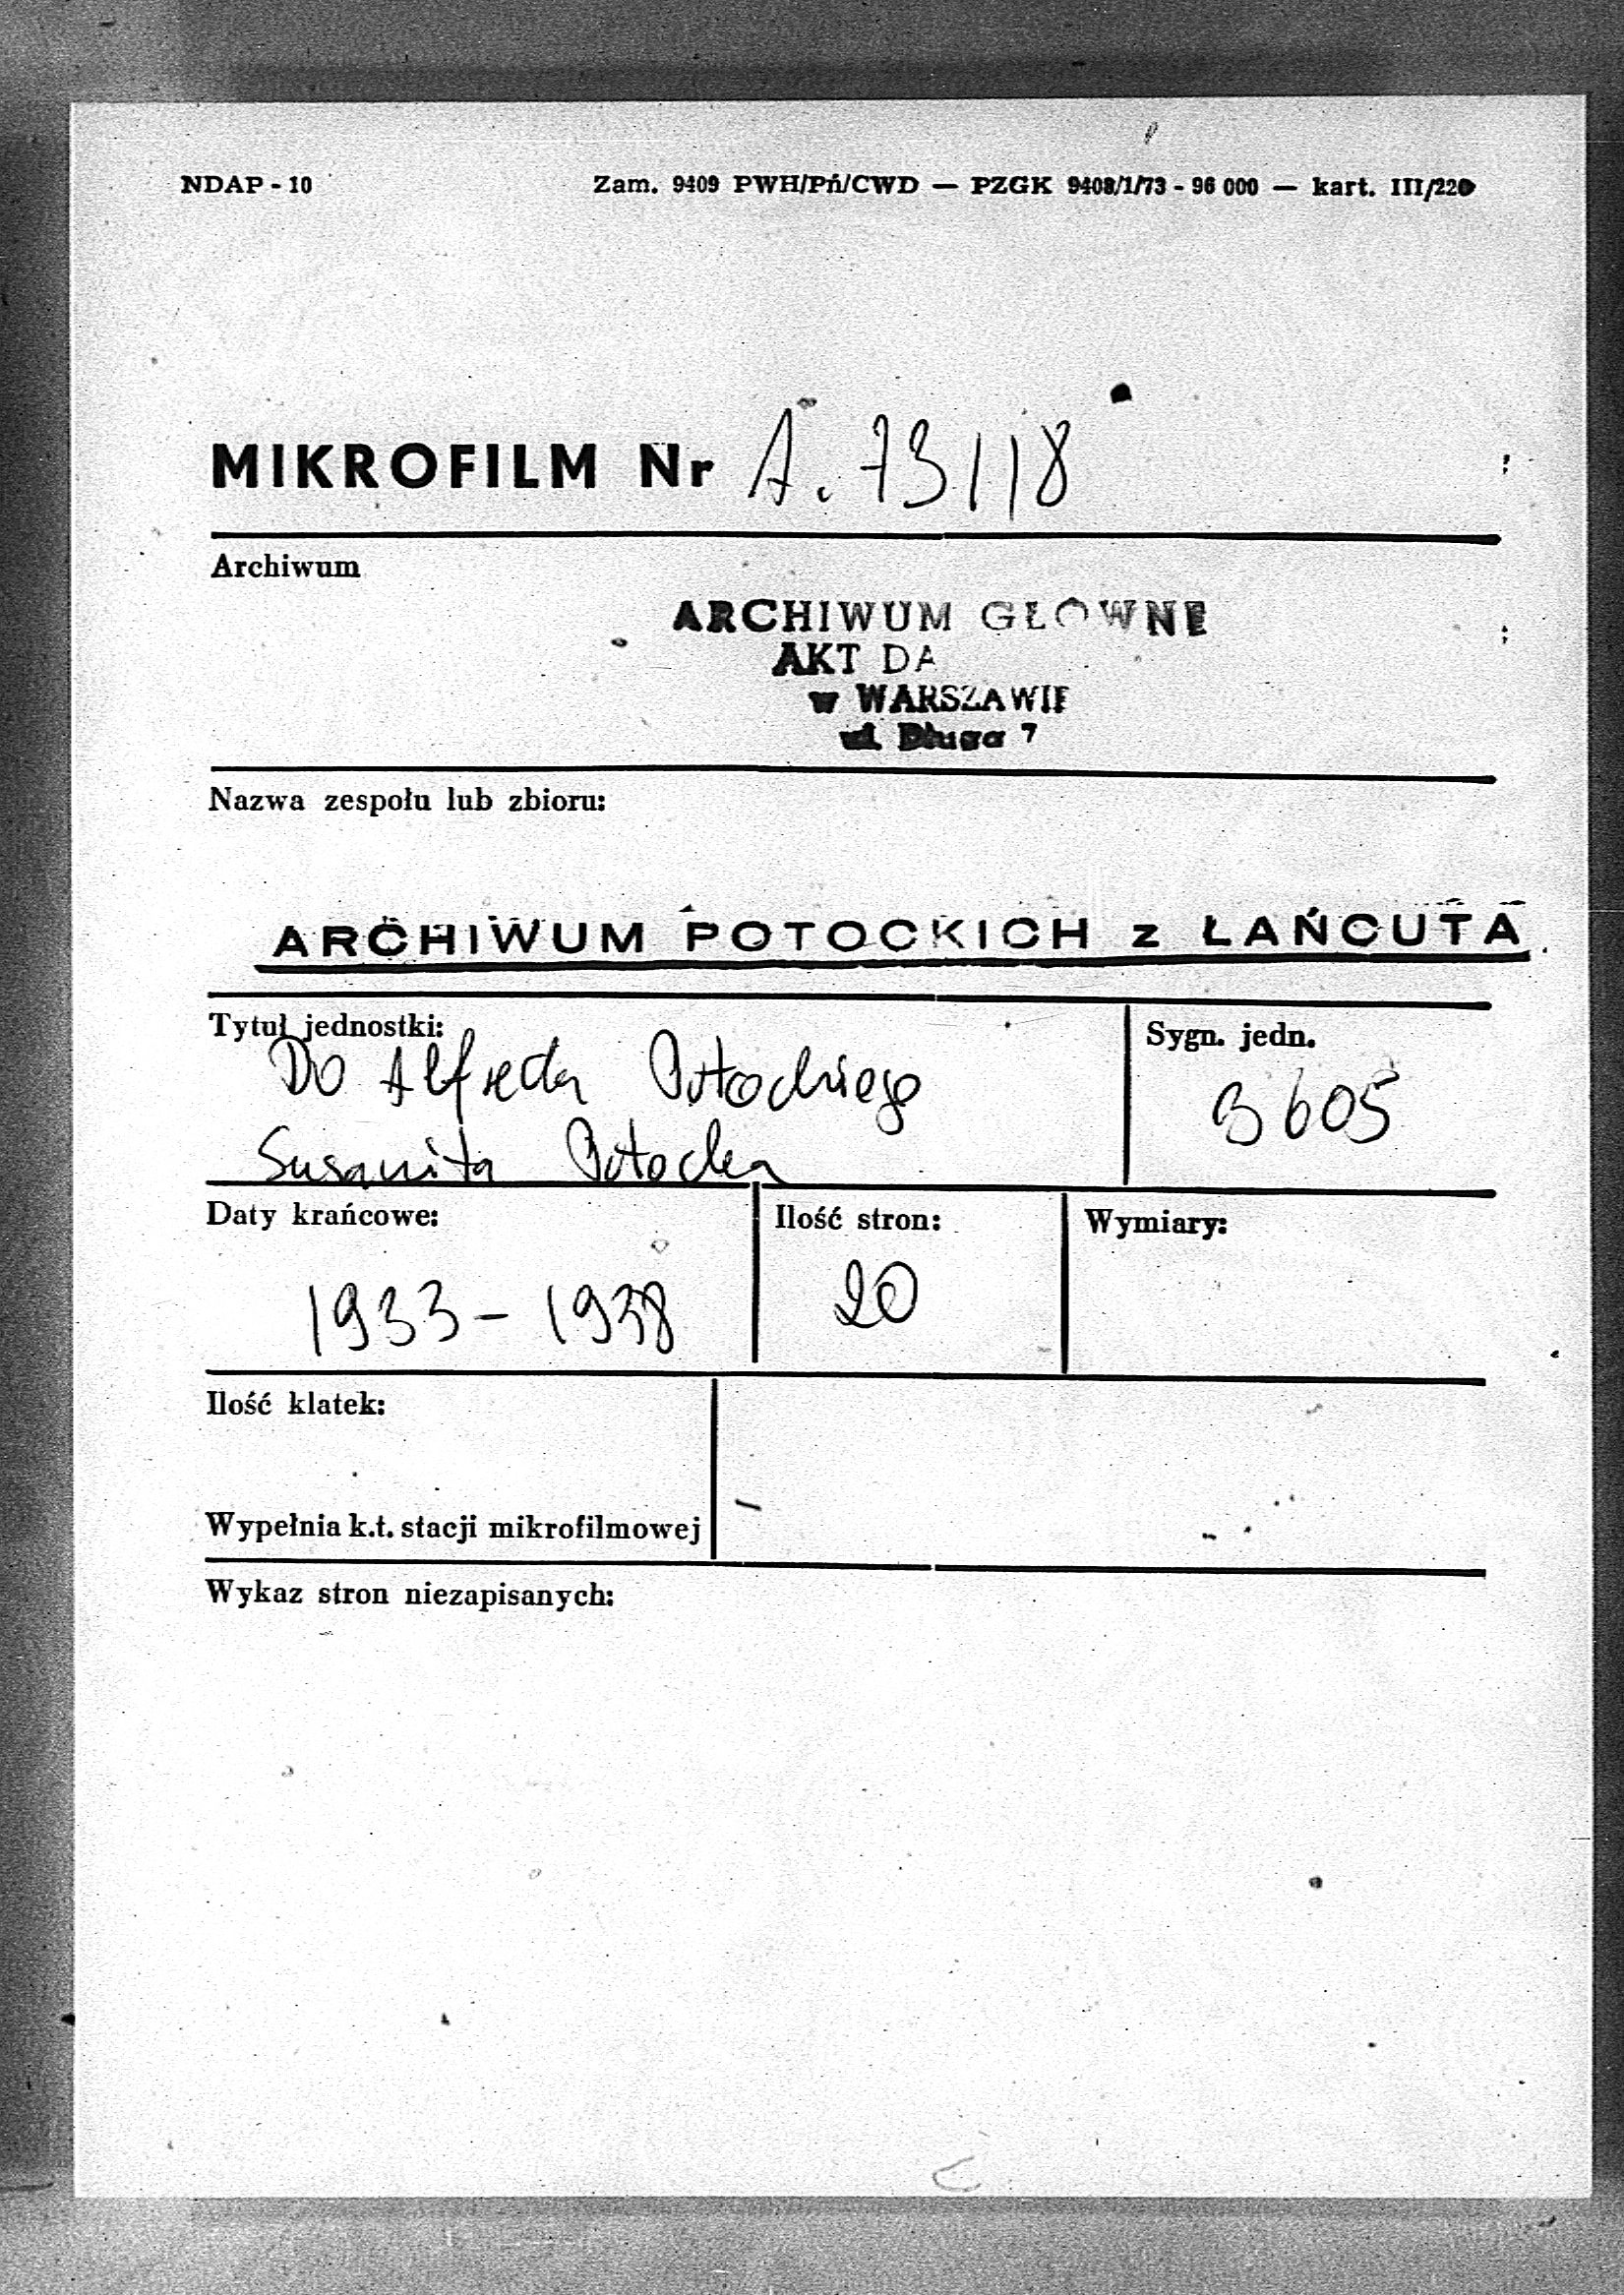 NDAP - 10
Zam. 9409 PWH/Pń/CWD — PZGK 9408/1/73 - 96 000 — kart. III/220
MIKROFILM Nr A. 73118
Archiwum
ARCHIWUM GŁÓWNE
AKT DA
w WARSZAWIE
ul. Długa 7
Nazwa zespołu lub zbioru:
ARCHIWUM POTOCKICH z ŁAŃCUTA
Tytuł jednostki:
Do Alfreda Potockiego
Susanita Potocka
Sygn. jedn.
3605
Daty krańcowe:
1933 - 1938
Ilość stron:
20
Wymiary:
Ilość klatek:
Wypełnia k.t. stacji mikrofilmowej
Wykaz stron niezapisanych: